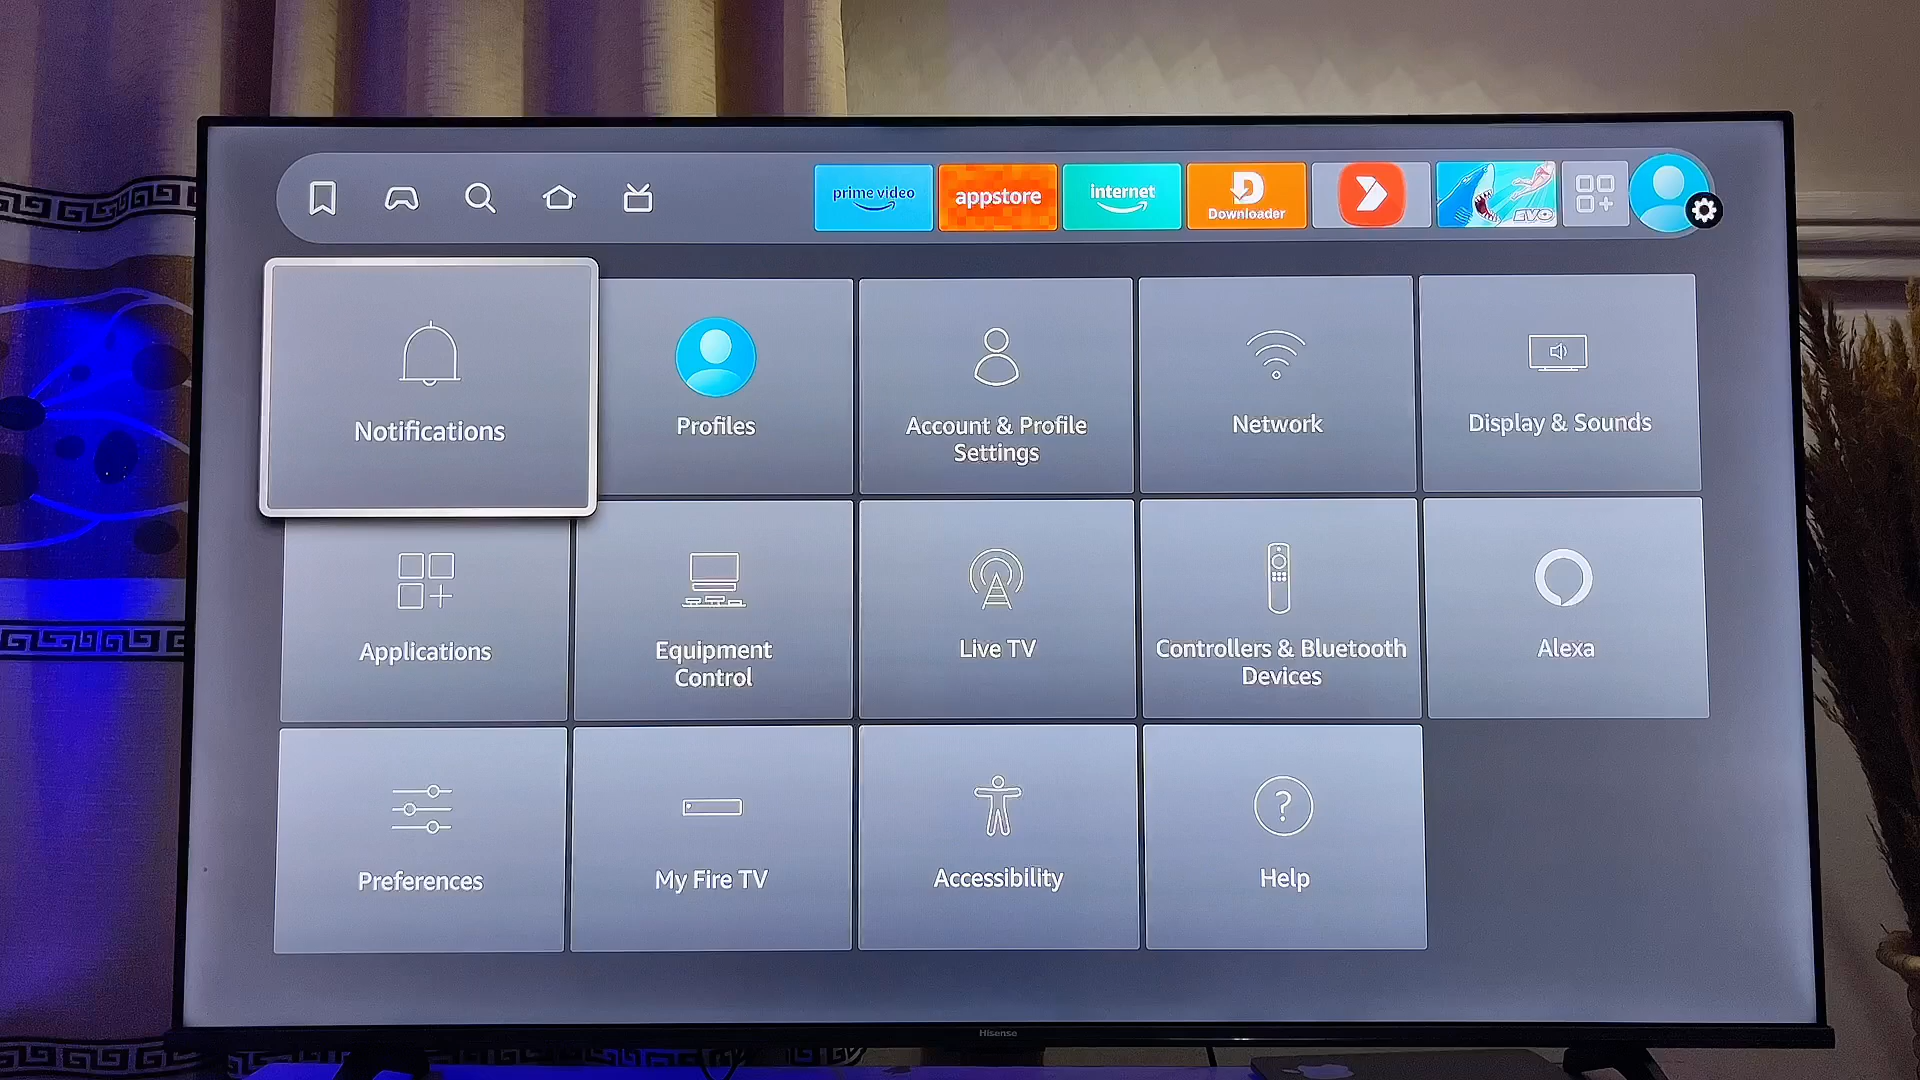 prime video
appstore
internet
Downloader
EVO
Notifications
Profiles
Account & Profile
Settings
Network
Display & Sounds
Applications
Equipment
Control
Live TV
Controllers & Bluetooth
Devices
Alexa
Preferences
My Fire TV
Accessibility
Help
Hisense